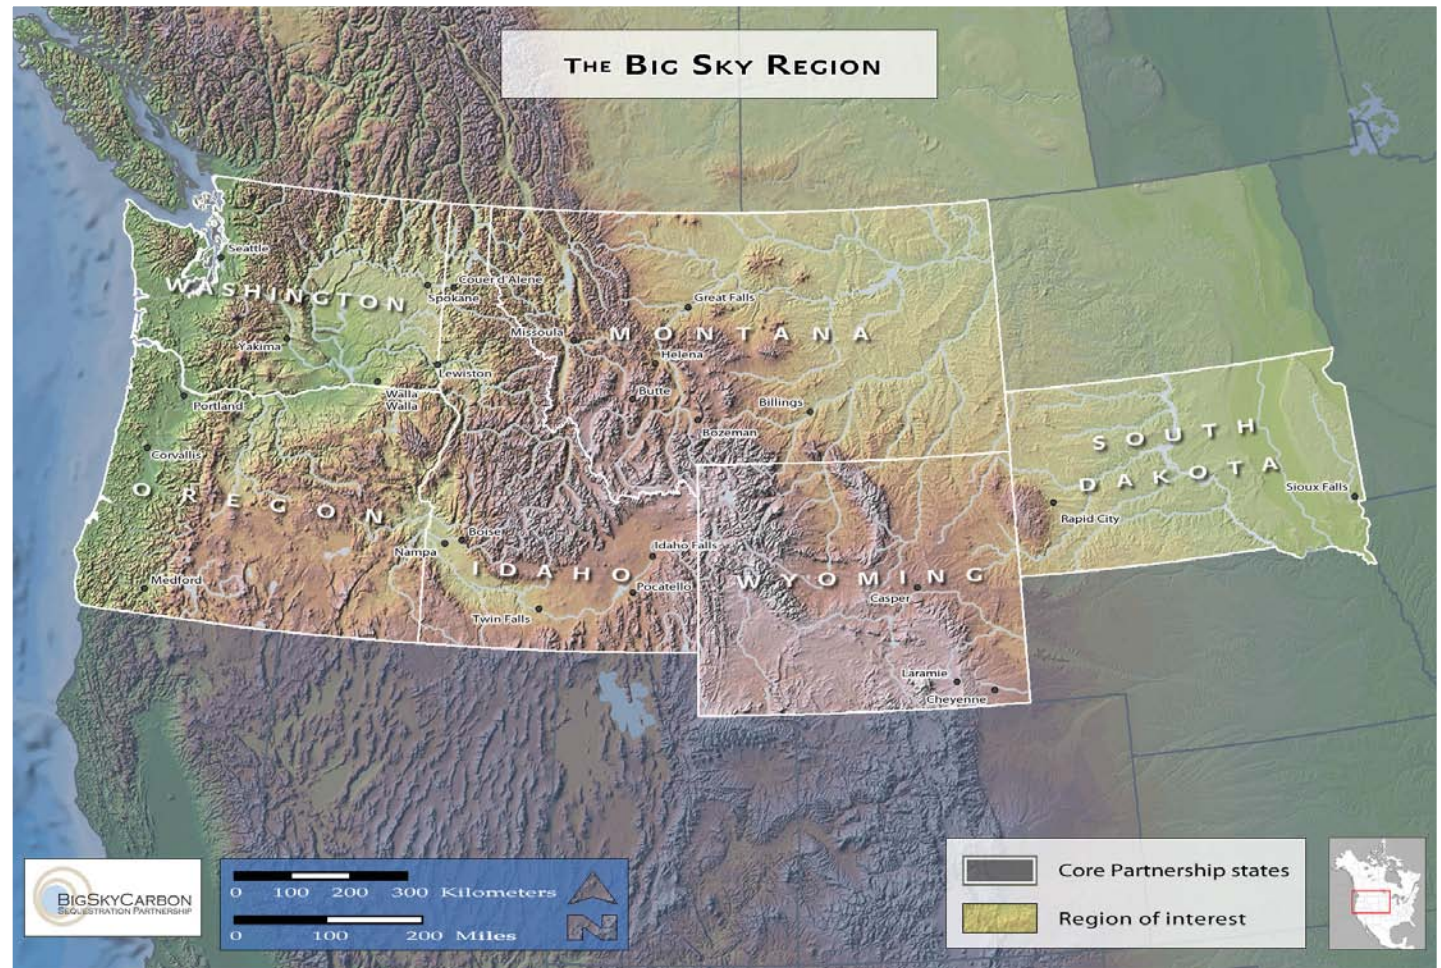 THE BIG SKY REGION
Seattle
WASHINGTON
Couer d'Alene
Spokane
Great Falls
Missoula
MONTANA
Yakima
Helena
Lewiston
Walla
Walla
Butte
Portland
Billings
Bozeman
SOUTH
DAKOTA
Corvallis
OREGON
Sioux Falls
Rapid City
Boise
Nampa
Idaho Falls
IDAHO
WYOMING
Medford
Pocatello
Casper
Twin Falls
Laramie
Cheyenne
BIGSKYCARBON
SEQUESTRATION PARTNERSHIP
0 100 200 300 Kilometers
0 100 200 Miles
N
Core Partnership states
Region of interest